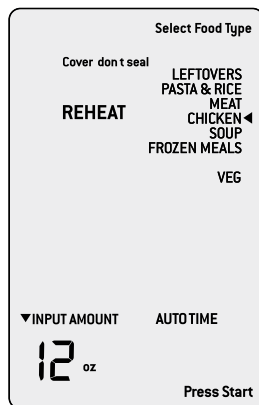 Select Food Type
Cover don t seal
LEFTOVERS
PASTA & RICE
MEAT
REHEAT
CHICKEN◀
SOUP
FROZEN MEALS
VEG
▼INPUT AMOUNT AUTO TIME
12 oz
Press Start